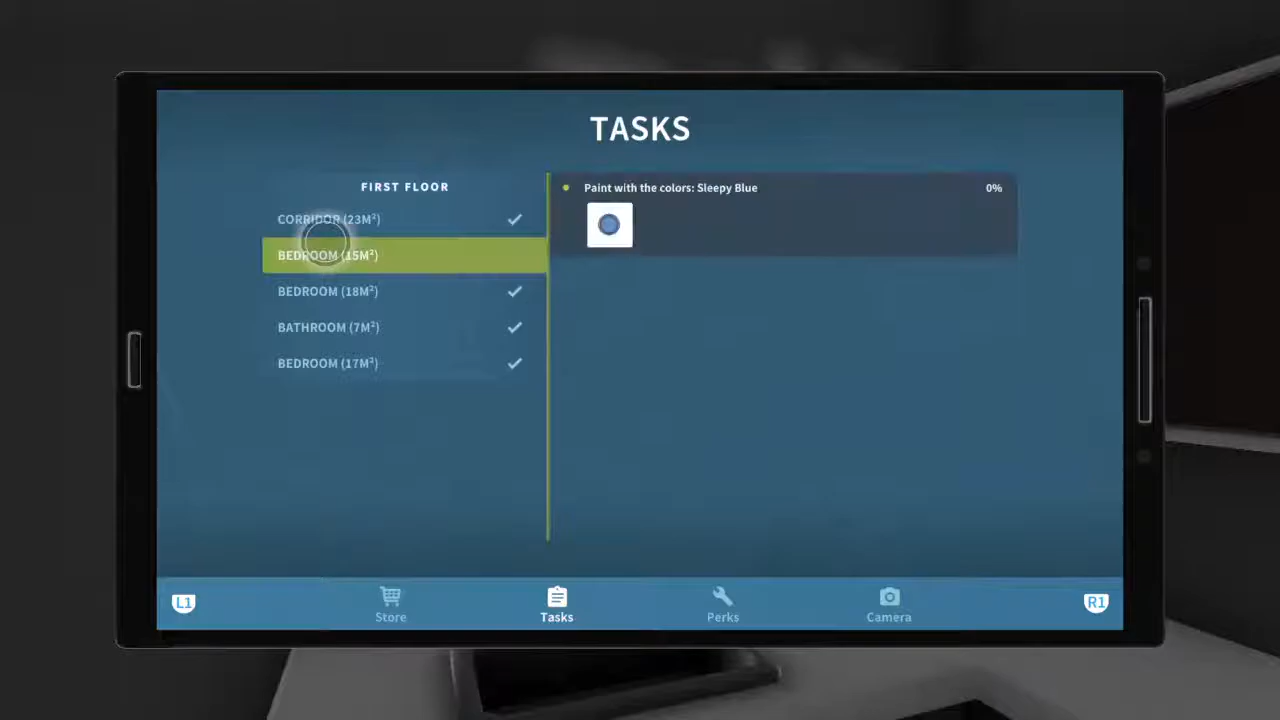 TASKS
FIRST FLOOR
CORRIDOR (23M²)
BEDROOM (15M²)
BEDROOM (18M²)
BATHROOM (7M²)
BEDROOM (17M²)
Paint with the colors: Sleepy Blue 0%
L1 Store Tasks Perks Camera R1